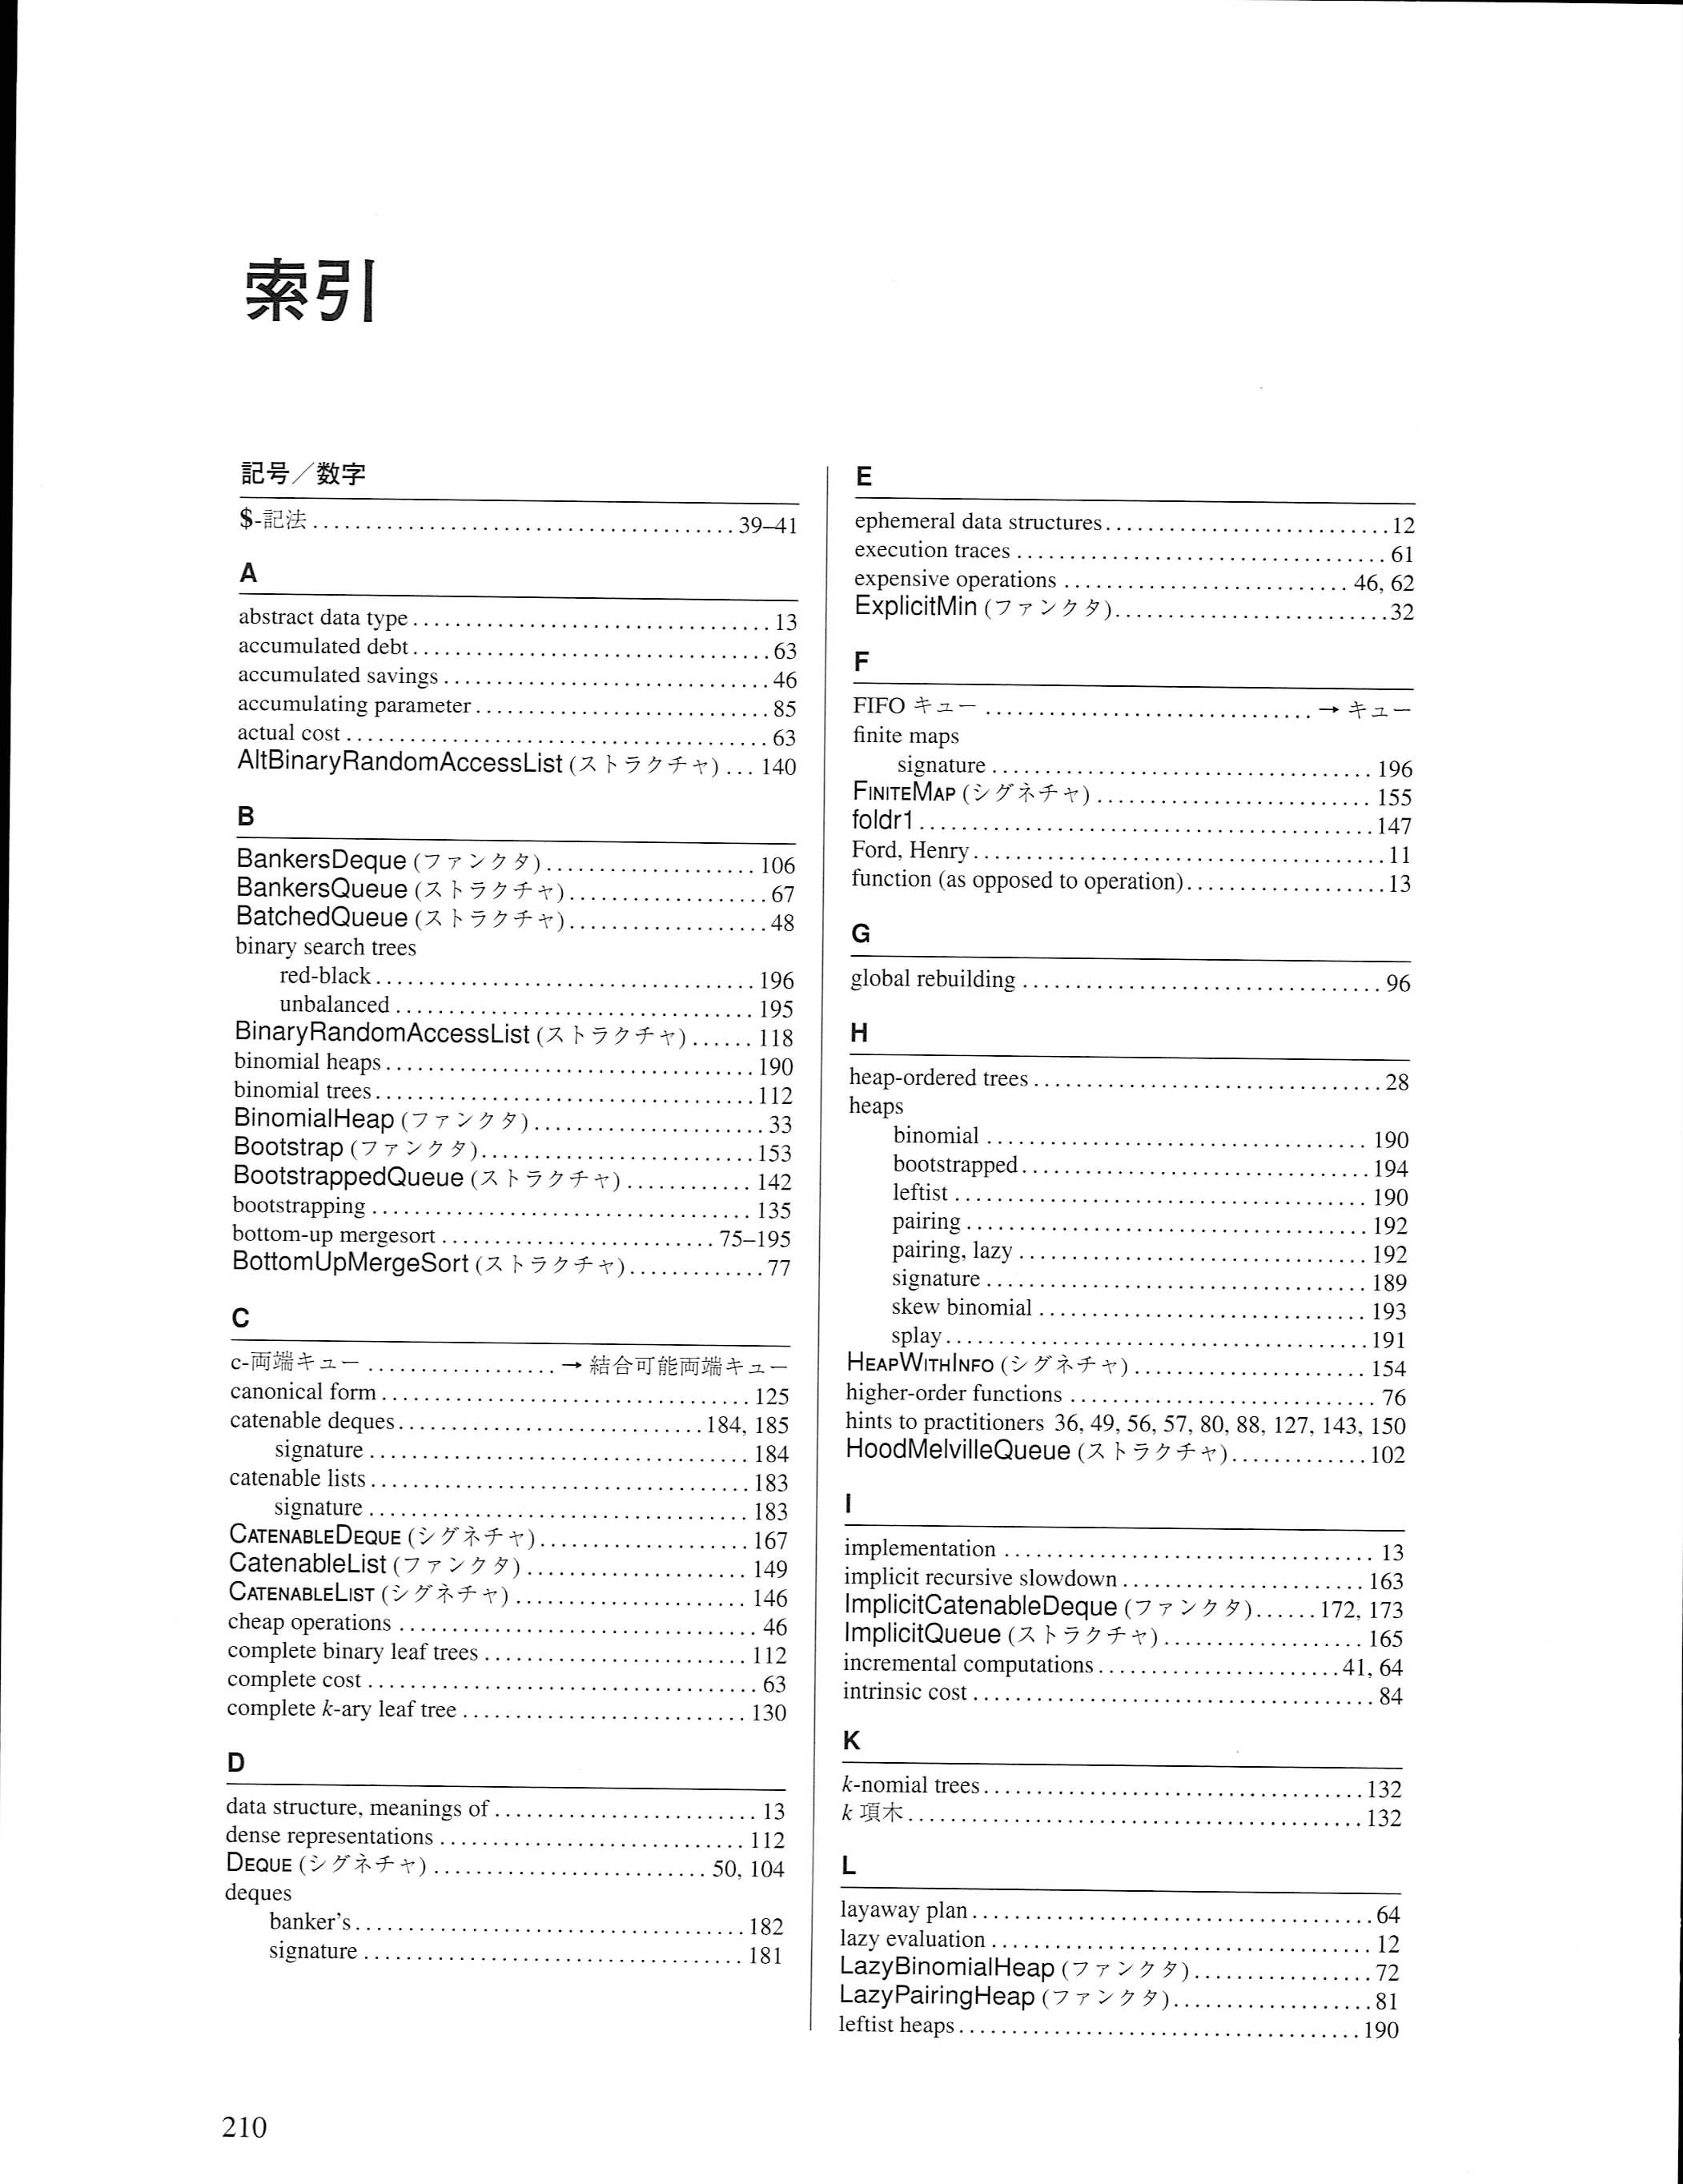 索引
記号／数字
$-記法 ........ 39–41
A
abstract data type ........ 13
accumulated debt ........ 63
accumulated savings ........ 46
accumulating parameter ........ 85
actual cost ........ 63
AltBinaryRandomAccessList (ストラクチャ) ... 140
B
BankersDeque (ファンクタ) ........ 106
BankersQueue (ストラクチャ) ........ 67
BatchedQueue (ストラクチャ) ........ 48
binary search trees
red-black ........ 196
unbalanced ........ 195
BinaryRandomAccessList (ストラクチャ) ...... 118
binomial heaps ........ 190
binomial trees ........ 112
BinomialHeap (ファンクタ) ........ 33
Bootstrap (ファンクタ) ........ 153
BootstrappedQueue (ストラクチャ) ........ 142
bootstrapping ........ 135
bottom-up mergesort ........ 75–195
BottomUpMergeSort (ストラクチャ) ........ 77
C
c-両端キュー ........ → 結合可能両端キュー
canonical form ........ 125
catenable deques ........ 184, 185
signature ........ 184
catenable lists ........ 183
signature ........ 183
CATENABLEDEQUE (シグネチャ) ........ 167
CatenableList (ファンクタ) ........ 149
CATENABLELIST (シグネチャ) ........ 146
cheap operations ........ 46
complete binary leaf trees ........ 112
complete cost ........ 63
complete k-ary leaf tree ........ 130
D
data structure, meanings of ........ 13
dense representations ........ 112
DEQUE (シグネチャ) ........ 50, 104
deques
banker's ........ 182
signature ........ 181
E
ephemeral data structures ........ 12
execution traces ........ 61
expensive operations ........ 46, 62
ExplicitMin (ファンクタ) ........ 32
F
FIFO キュー ........ → キュー
finite maps
signature ........ 196
FINITEMAP (シグネチャ) ........ 155
foldr1 ........ 147
Ford, Henry ........ 11
function (as opposed to operation) ........ 13
G
global rebuilding ........ 96
H
heap-ordered trees ........ 28
heaps
binomial ........ 190
bootstrapped ........ 194
leftist ........ 190
pairing ........ 192
pairing, lazy ........ 192
signature ........ 189
skew binomial ........ 193
splay ........ 191
HEAPWITHINFO (シグネチャ) ........ 154
higher-order functions ........ 76
hints to practitioners 36, 49, 56, 57, 80, 88, 127, 143, 150
HoodMelvilleQueue (ストラクチャ) ........ 102
I
implementation ........ 13
implicit recursive slowdown ........ 163
ImplicitCatenableDeque (ファンクタ) ...... 172, 173
ImplicitQueue (ストラクチャ) ........ 165
incremental computations ........ 41, 64
intrinsic cost ........ 84
K
k-nomial trees ........ 132
k 項木 ........ 132
L
layaway plan ........ 64
lazy evaluation ........ 12
LazyBinomialHeap (ファンクタ) ........ 72
LazyPairingHeap (ファンクタ) ........ 81
leftist heaps ........ 190
210